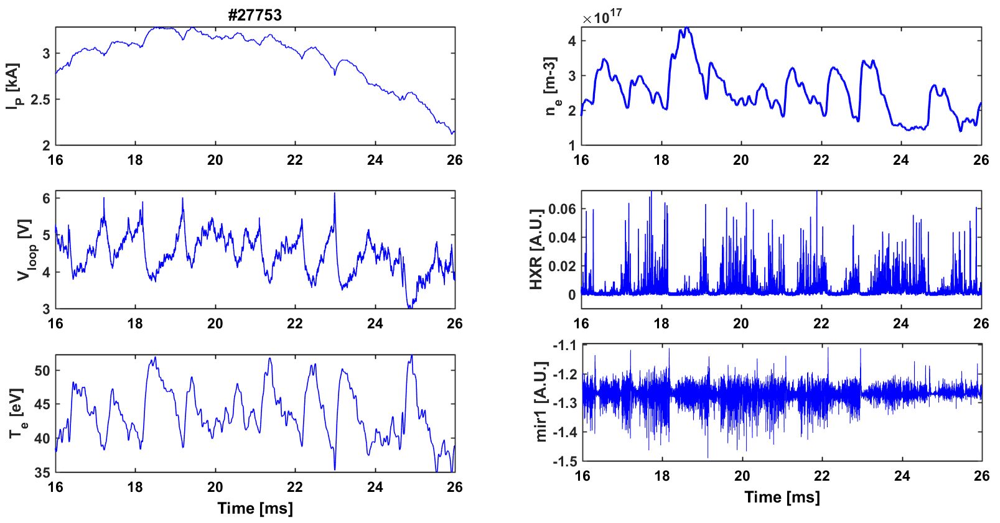 #27753
I_P [kA]
3
2.5
2
16 18 20 22 24 26
V_loop [V]
6
5
4
3
16 18 20 22 24 26
T_e [eV]
50
45
40
35
16 18 20 22 24 26
Time [ms]
×10^17
n_e [m-3]
4
3
2
1
16 18 20 22 24 26
HXR [A.U.]
0.06
0.04
0.02
0
16 18 20 22 24 26
mir1 [A.U.]
-1.1
-1.2
-1.3
-1.4
-1.5
16 18 20 22 24 26
Time [ms]